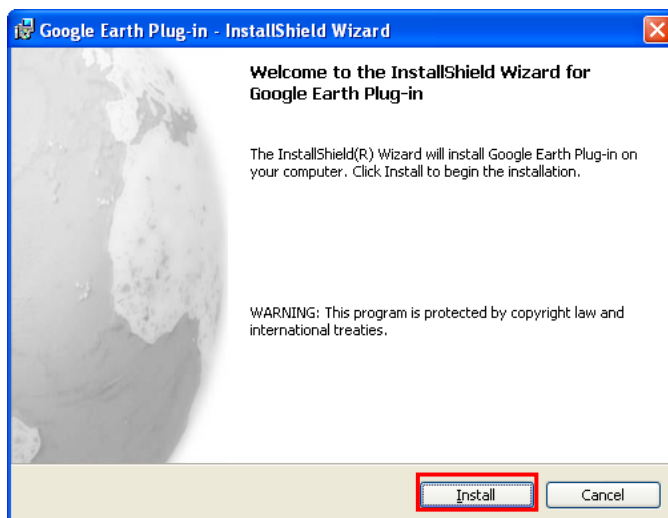 Google Earth Plug-in - InstallShield Wizard
Welcome to the InstallShield Wizard for
Google Earth Plug-in
The InstallShield(R) Wizard will install Google Earth Plug-in on
your computer. Click Install to begin the installation.
WARNING: This program is protected by copyright law and
international treaties.
Install Cancel